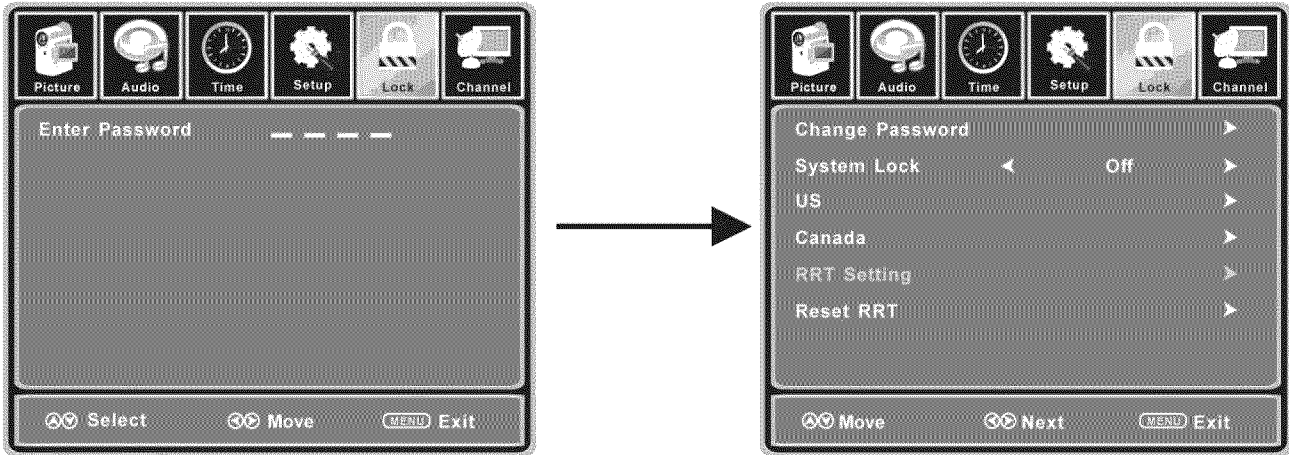 Picture Audio Time Setup Lock Channel
Enter Password _ _ _ _
Select Move MENU Exit
Picture Audio Time Setup Lock Channel
Change Password
System Lock Off
US
Canada
RRT Setting
Reset RRT
Move Next MENU Exit